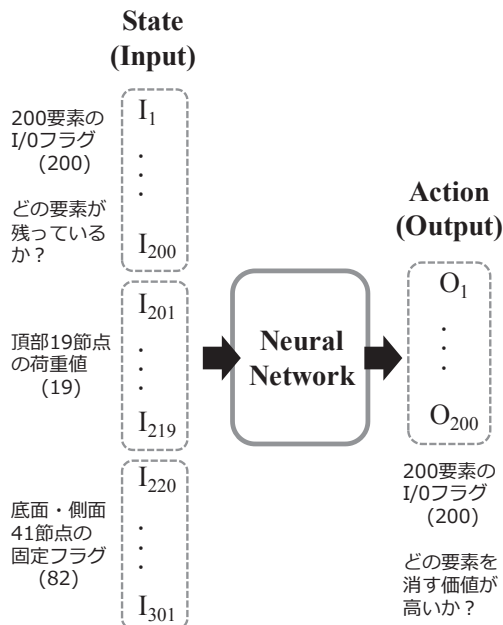 State
(Input)
200要素の
I/0フラグ
(200)
どの要素が
残っている
か？
I1
.
.
.
I200
頂部19節点
の荷重値
(19)
I201
.
.
.
I219
底面・側面
41節点の
固定フラグ
(82)
I220
.
.
.
I301
Neural
Network
Action
(Output)
O1
.
.
.
O200
200要素の
I/0フラグ
(200)
どの要素を
消す価値が
高いか？